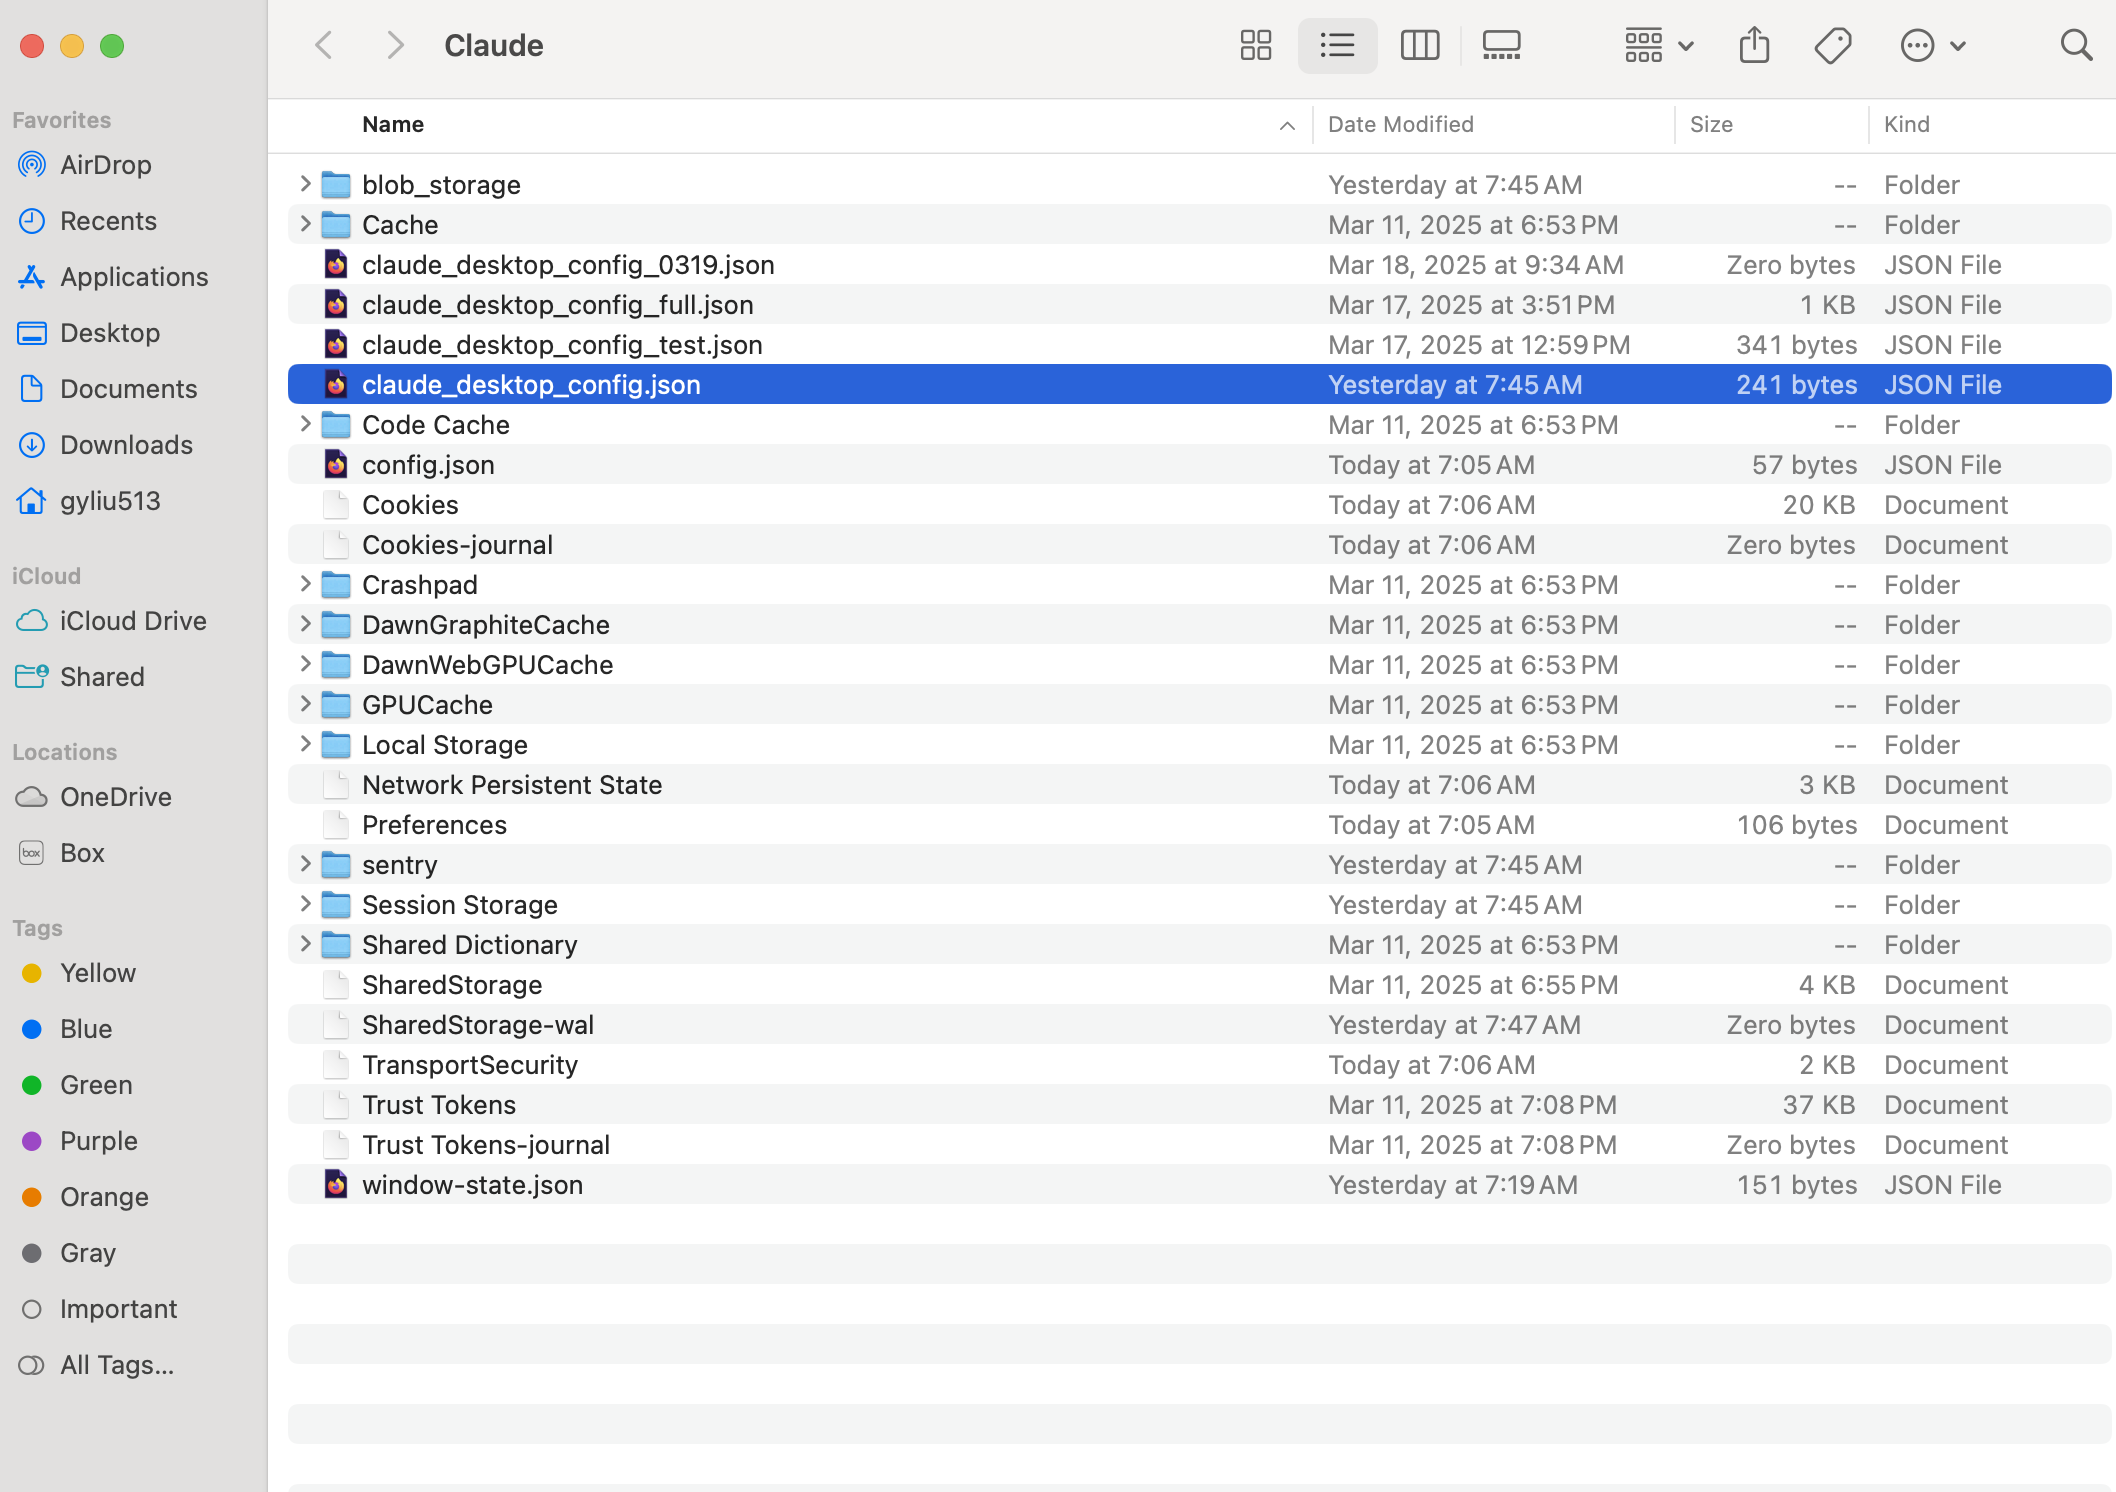 Claude
Favorites
AirDrop
Recents
Applications
Desktop
Documents
Downloads
gyliu513
iCloud
iCloud Drive
Shared
Locations
OneDrive
box Box
Tags
Yellow
Blue
Green
Purple
Orange
Gray
Important
All Tags...
Name Date Modified Size Kind
blob_storage Yesterday at 7:45 AM -- Folder
Cache Mar 11, 2025 at 6:53 PM -- Folder
claude_desktop_config_0319.json Mar 18, 2025 at 9:34 AM Zero bytes JSON File
claude_desktop_config_full.json Mar 17, 2025 at 3:51 PM 1 KB JSON File
claude_desktop_config_test.json Mar 17, 2025 at 12:59 PM 341 bytes JSON File
claude_desktop_config.json Yesterday at 7:45 AM 241 bytes JSON File
Code Cache Mar 11, 2025 at 6:53 PM -- Folder
config.json Today at 7:05 AM 57 bytes JSON File
Cookies Today at 7:06 AM 20 KB Document
Cookies-journal Today at 7:06 AM Zero bytes Document
Crashpad Mar 11, 2025 at 6:53 PM -- Folder
DawnGraphiteCache Mar 11, 2025 at 6:53 PM -- Folder
DawnWebGPUCache Mar 11, 2025 at 6:53 PM -- Folder
GPUCache Mar 11, 2025 at 6:53 PM -- Folder
Local Storage Mar 11, 2025 at 6:53 PM -- Folder
Network Persistent State Today at 7:06 AM 3 KB Document
Preferences Today at 7:05 AM 106 bytes Document
sentry Yesterday at 7:45 AM -- Folder
Session Storage Yesterday at 7:45 AM -- Folder
Shared Dictionary Mar 11, 2025 at 6:53 PM -- Folder
SharedStorage Mar 11, 2025 at 6:55 PM 4 KB Document
SharedStorage-wal Yesterday at 7:47 AM Zero bytes Document
TransportSecurity Today at 7:06 AM 2 KB Document
Trust Tokens Mar 11, 2025 at 7:08 PM 37 KB Document
Trust Tokens-journal Mar 11, 2025 at 7:08 PM Zero bytes Document
window-state.json Yesterday at 7:19 AM 151 bytes JSON File